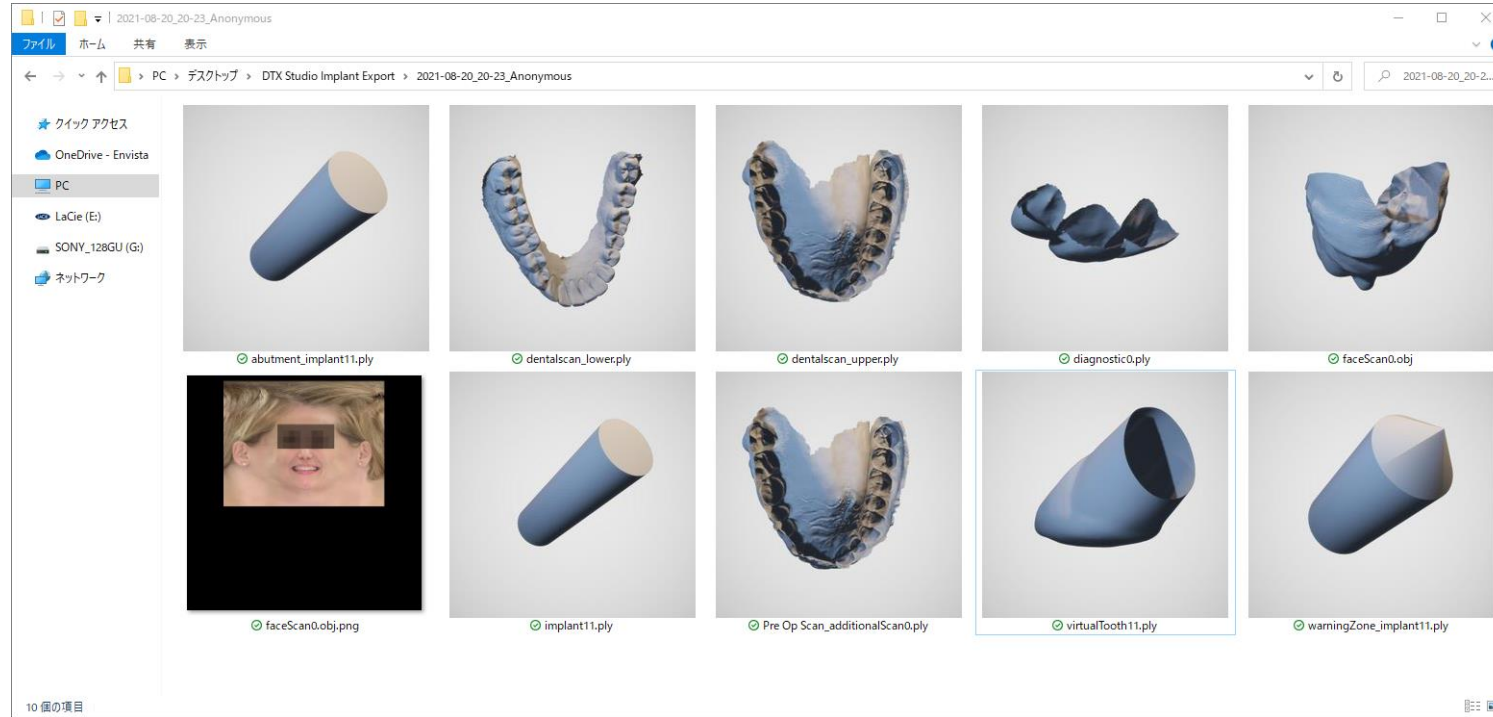 2021-08-20_20-23_Anonymous
ファイル ホーム 共有 表示
PC › デスクトップ › DTX Studio Implant Export › 2021-08-20_20-23_Anonymous
2021-08-20_20-2...
クイック アクセス
OneDrive - Envista
PC
LaCie (E:)
SONY_128GU (G:)
ネットワーク
abutment_implant11.ply dentalscan_lower.ply dentalscan_upper.ply diagnostic0.ply faceScan0.obj
faceScan0.obj.png implant11.ply Pre Op Scan_additionalScan0.ply virtualTooth11.ply warningZone_implant11.ply
10 個の項目